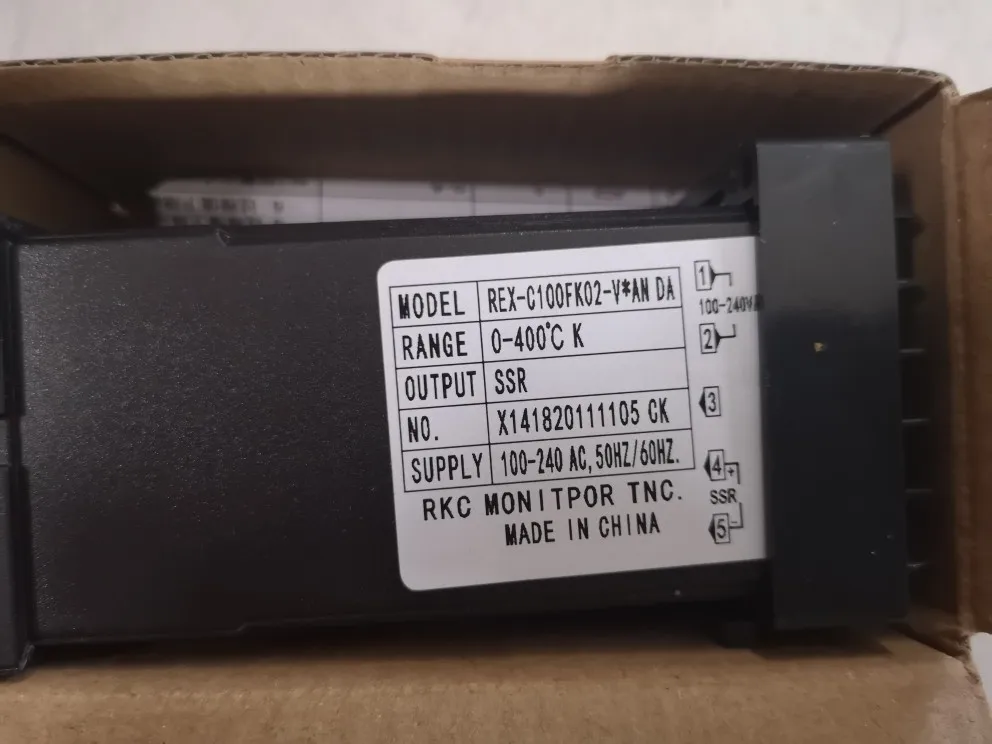 MODEL REX-C100FK02-V*AN DA
RANGE 0-400℃ K
OUTPUT SSR
NO. X141820111105 CK
SUPPLY 100-240 AC, 50HZ/60HZ.
RKC MONITPOR TNC.
MADE IN CHINA
1
100-240V
2
3
4 +
SSR
5 -